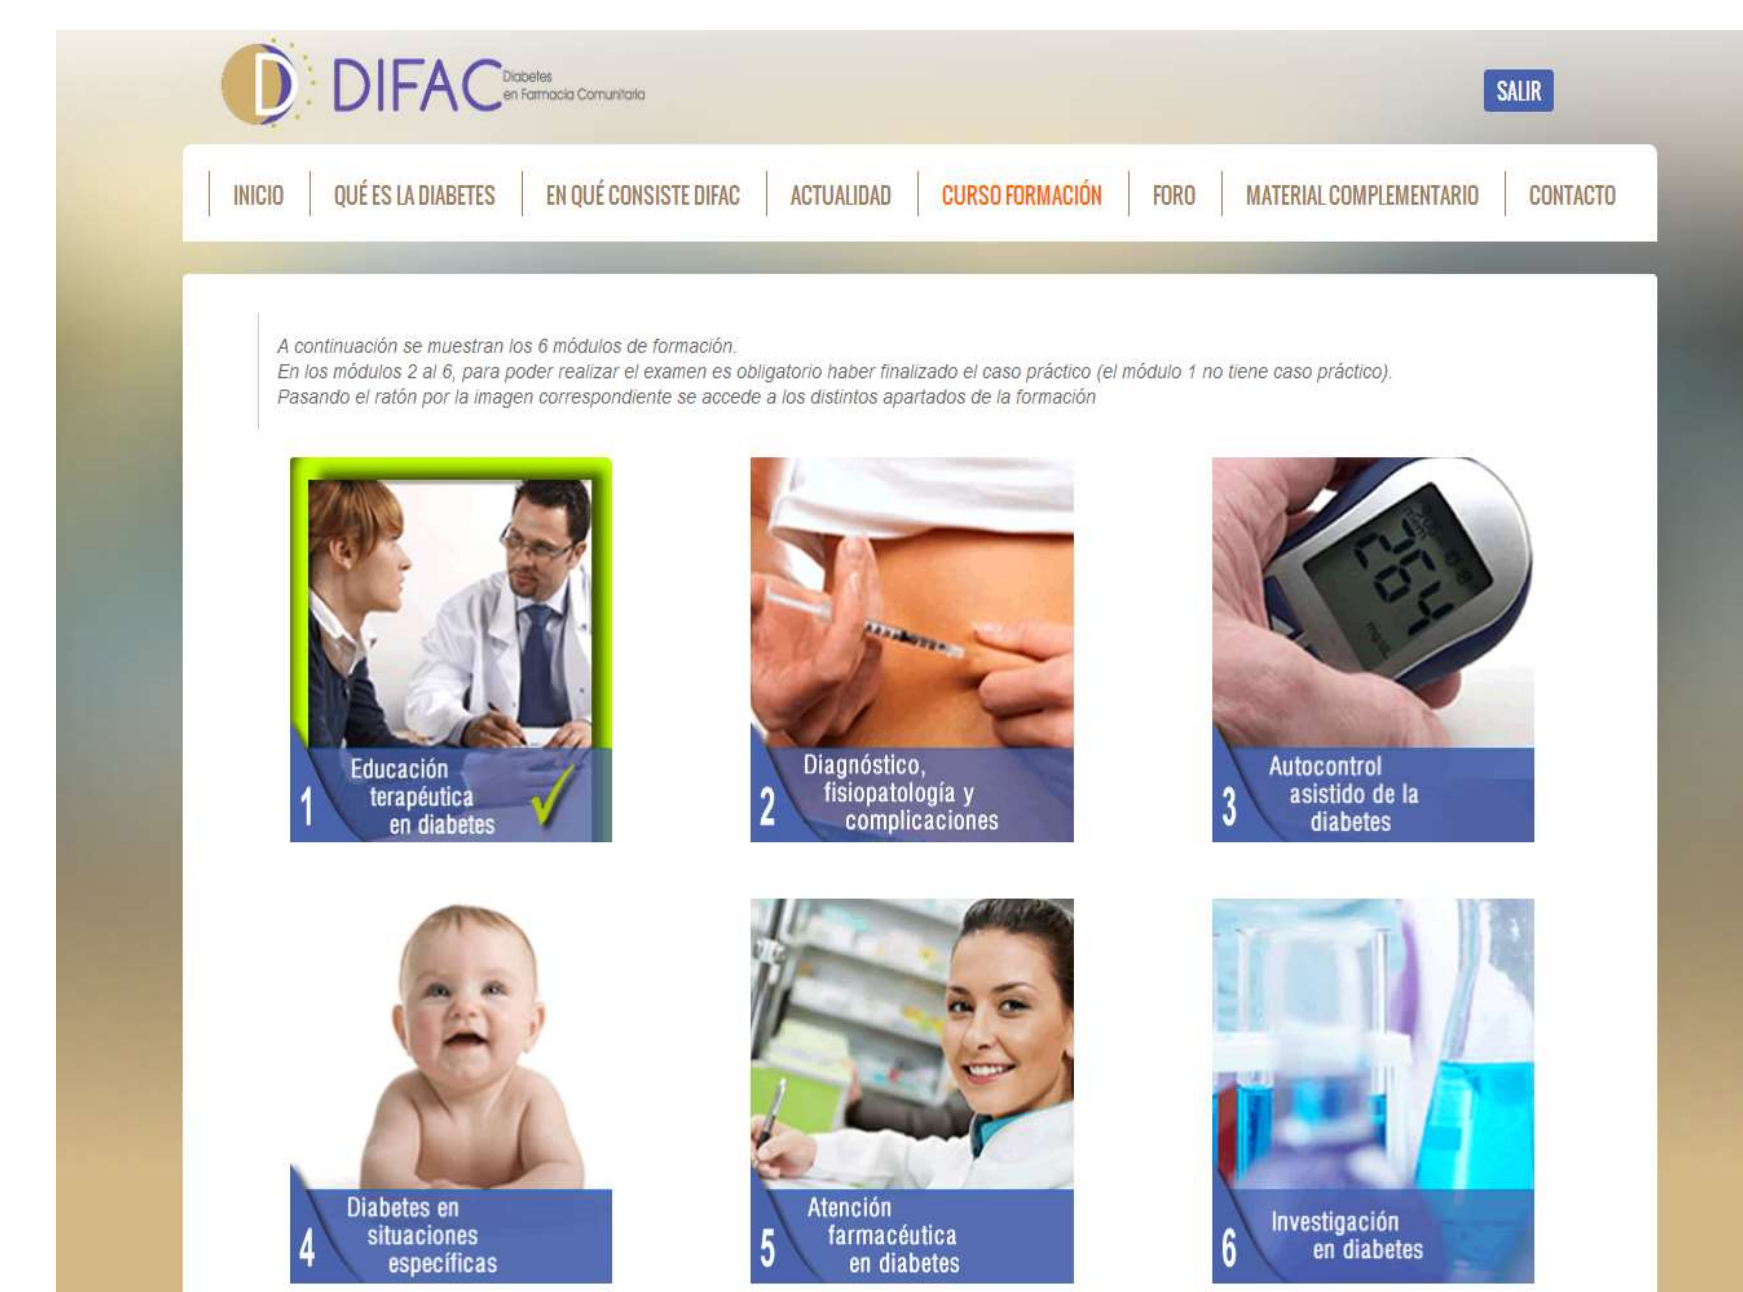 DIFAC
Diabetes
en Farmacia Comunitaria
SALIR
INICIO
QUÉ ES LA DIABETES
EN QUÉ CONSISTE DIFAC
ACTUALIDAD
CURSO FORMACIÓN
FORO
MATERIAL COMPLEMENTARIO
CONTACTO
A continuación se muestran los 6 módulos de formación.
En los módulos 2 al 6, para poder realizar el examen es obligatorio haber finalizado el caso práctico (el módulo 1 no tiene caso práctico).
Pasando el ratón por la imagen correspondiente se accede a los distintos apartados de la formación
1
Educación
terapéutica
en diabetes
2
Diagnóstico,
fisiopatología y
complicaciones
264
mg/dL
3
Autocontrol
asistido de la
diabetes
4
Diabetes en
situaciones
específicas
5
Atención
farmacéutica
en diabetes
6
Investigación
en diabetes